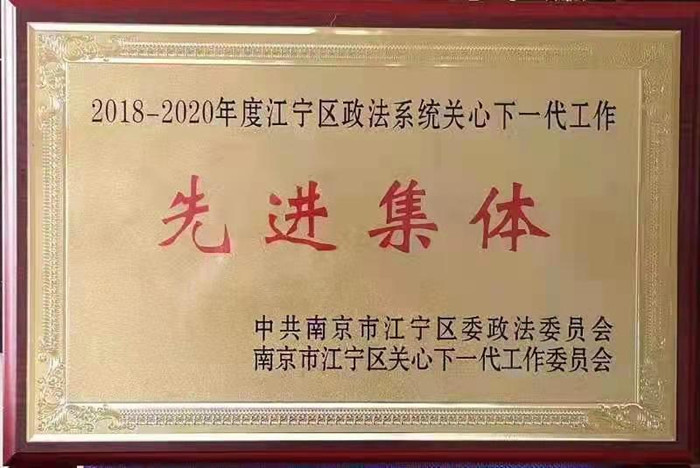 2018-2020年度江宁区政法系统关心下一代工作
先进集体
中共南京市江宁区委政法委员会
南京市江宁区关心下一代工作委员会